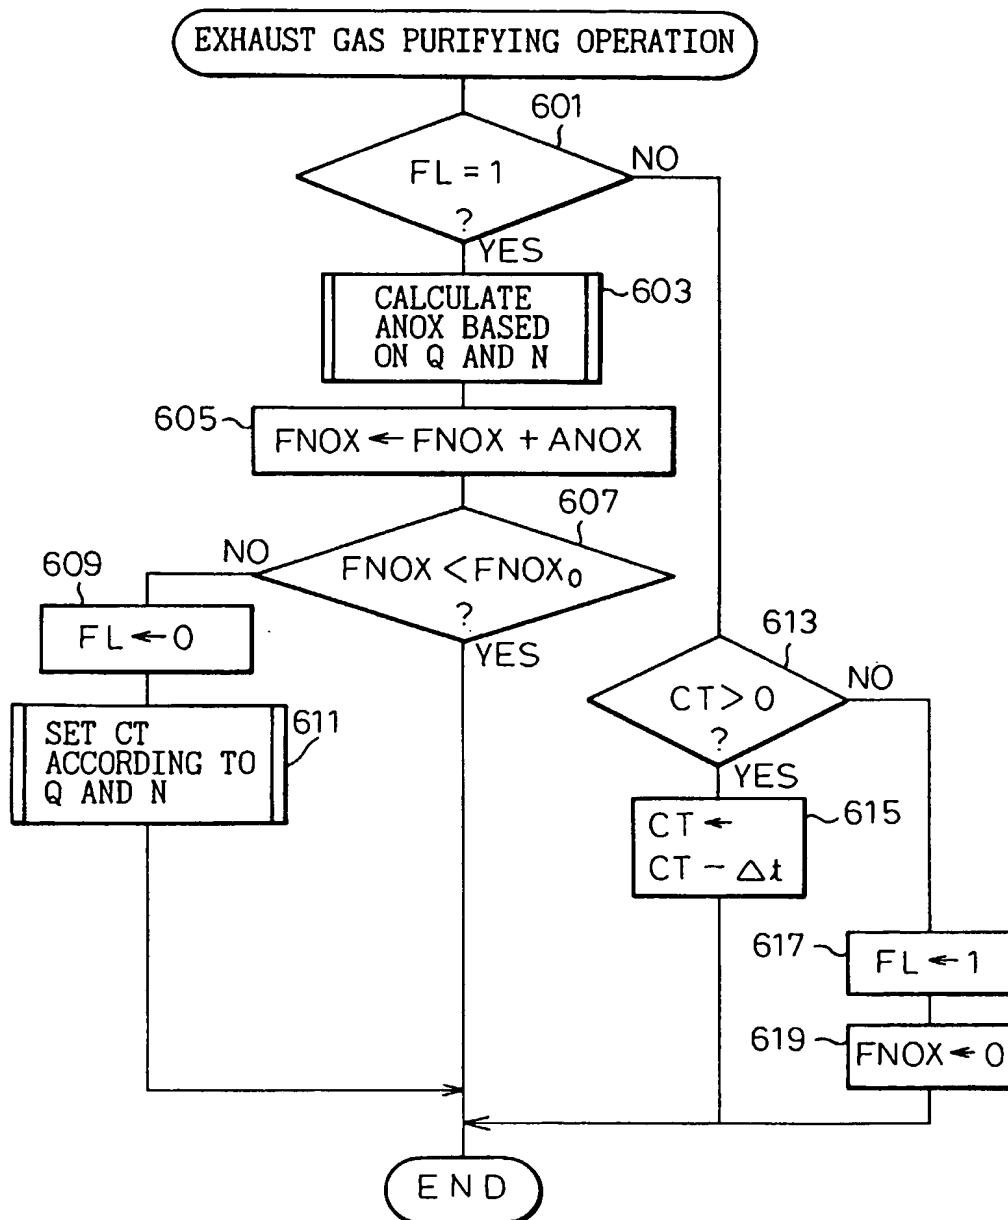 EXHAUST GAS PURIFYING OPERATION
601
FL = 1
?
NO
YES
CALCULATE
ANOX BASED
ON Q AND N
603
605
FNOX ← FNOX + ANOX
607
NO
FNOX < FNOX₀
?
YES
609
FL ← 0
SET CT
ACCORDING TO
Q AND N
611
613
CT > 0
?
NO
YES
CT ←
CT − Δt
615
617
FL ← 1
619
FNOX ← 0
END